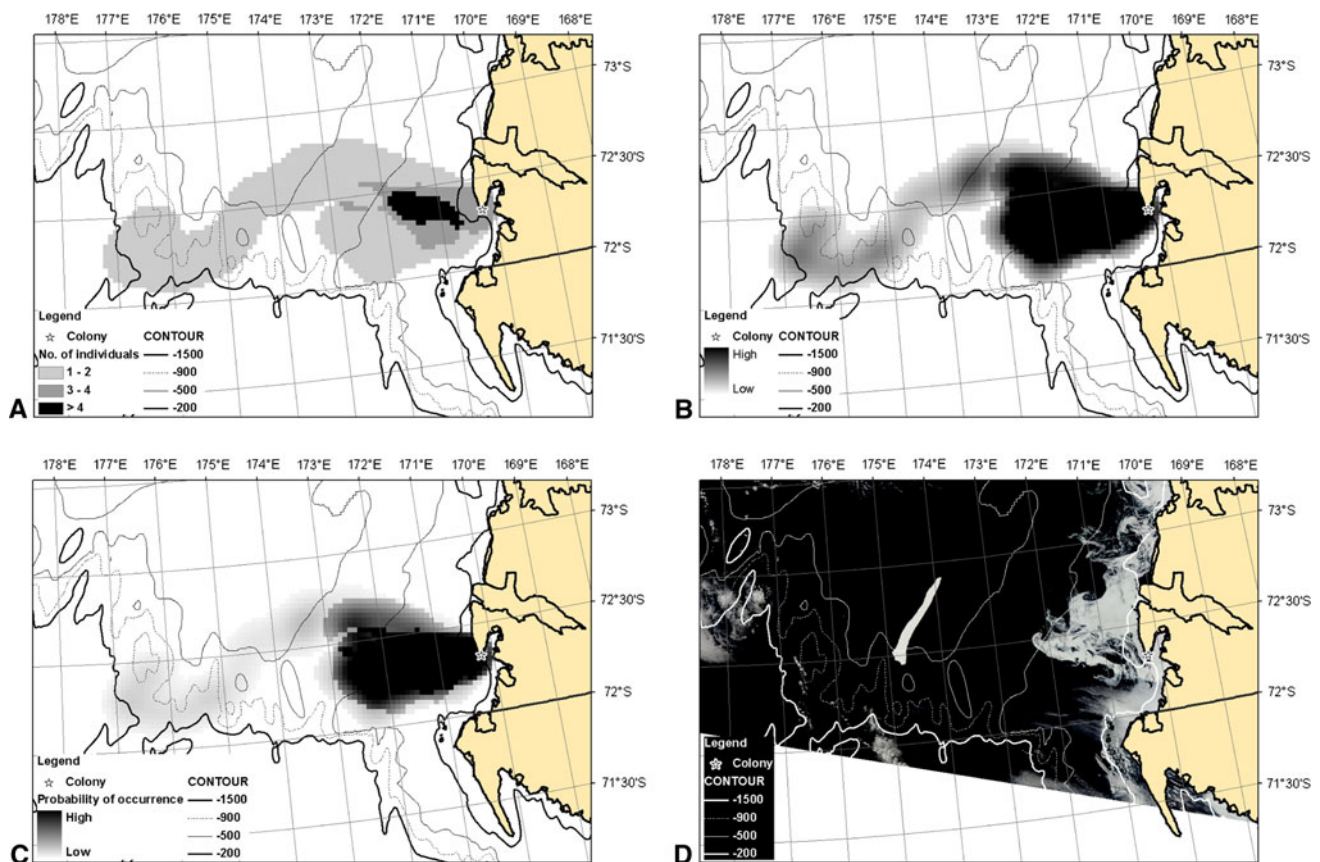 178°E 177°E 176°E 175°E 174°E 173°E 172°E 171°E 170°E 169°E 168°E
73°S
72°30'S
72°S
71°30'S
Legend
☆ Colony
No. of individuals
1 - 2
3 - 4
> 4
CONTOUR
-1500
-900
-500
-200
A
178°E 177°E 176°E 175°E 174°E 173°E 172°E 171°E 170°E 169°E 168°E
73°S
72°30'S
72°S
71°30'S
Legend
☆ Colony
High
Low
CONTOUR
-1500
-900
-500
-200
B
178°E 177°E 176°E 175°E 174°E 173°E 172°E 171°E 170°E 169°E 168°E
73°S
72°30'S
72°S
71°30'S
Legend
☆ Colony
Probability of occurrence
High
Low
CONTOUR
-1500
-900
-500
-200
C
178°E 177°E 176°E 175°E 174°E 173°E 172°E 171°E 170°E 169°E 168°E
73°S
72°30'S
72°S
71°30'S
Legend
☆ Colony
CONTOUR
-1500
-900
-500
-200
D